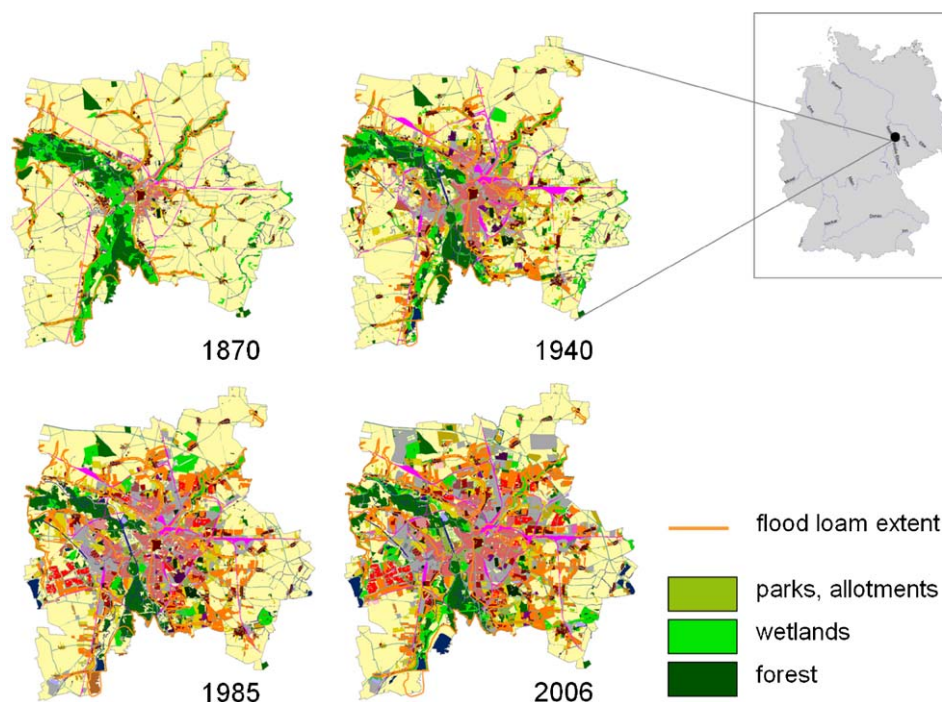 1870
1940
1985
2006
flood loam extent
parks, allotments
wetlands
forest